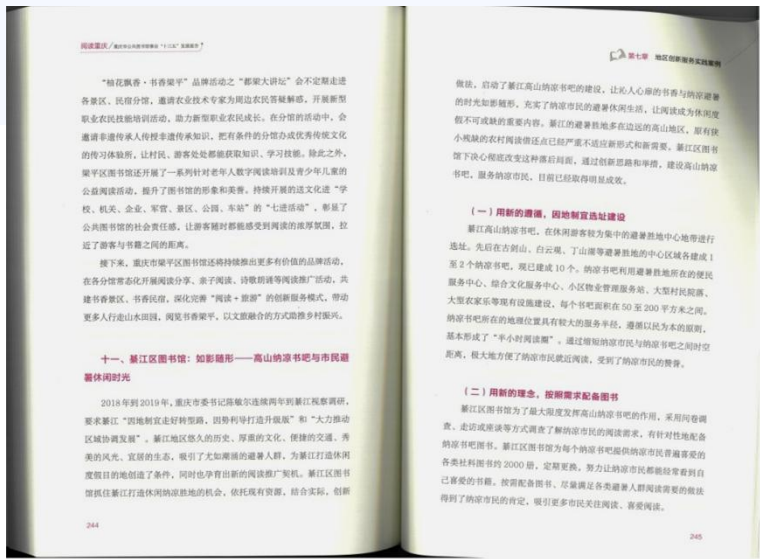 阅读重庆／重庆市公共图书馆推动“十三五”发展报告
“桂花飘香·书香梁平”品牌活动之“都梁大讲坛”会不定期走进
各景区、民宿分馆，邀请农业技术专家为周边农民答疑解惑，开展新型
职业农民技能培训活动，助力新型职业农民成长。在分馆的活动中，会
邀请非遗传承人传授非遗传承知识，把有条件的分馆办成优秀传统文化
的传习体验所，让村民、游客处处都能获取知识、学习技能。除此之外，
梁平区图书馆还开展了一系列针对老年人数字阅读培训及青少年儿童的
公益阅读活动，提升了图书馆的形象和美誉。持续开展的送文化进“学
校、机关、企业、军营、景区、公园、车站”的“七进活动”，彰显了
公共图书馆的社会责任感，让游客随时都能感受到阅读的浓厚氛围，拉
近了游客与书籍之间的距离。
接下来，重庆市梁平区图书馆还将持续推出更多有价值的品牌活动，
在各分馆常态化开展阅读分享、亲子阅读、诗歌朗诵等阅读推广活动，共
建书香景区、书香民宿，深化完善“阅读+旅游”的创新服务模式，带动
更多人行走山水田园，阅览书香梁平，以文旅融合的方式助推乡村振兴。
十一、綦江区图书馆：如影随形——高山纳凉书吧与市民避
暑休闲时光
2018年到2019年，重庆市委书记陈敏尔连续两年到綦江视察调研，
要求綦江“因地制宜走好转型路，因势利导打造升级版”和“大力推动
区域协调发展”。綦江地区悠久的历史、厚重的文化、便捷的交通、秀
美的风光、宜居的生态，吸引了尤如潮涌的避暑人群，为綦江打造休闲
度假目的地创造了条件，同时也孕育出新的阅读推广契机。綦江区图书
馆抓住綦江打造休闲纳凉胜地的机会，依托现有资源，结合实际，创新
244
第七章 地区创新服务实践案例
做法，启动了綦江高山纳凉书吧的建设，让沁人心扉的书香与纳凉避暑
的时光如影随形，充实了纳凉市民的避暑休闲生活，让阅读成为休闲度
假不可或缺的重要内容。綦江的避暑胜地多在边远的高山地区，原有狭
小残缺的农村阅读借还点已经严重不适应新形式和新需要。綦江区图书
馆下决心彻底改变这种落后局面，通过创新思路和举措，建设高山纳凉
书吧，服务纳凉市民，目前已经取得明显成效。
（一）用新的遵循，因地制宜选址建设
綦江高山纳凉书吧，在休闲游客较为集中的避暑胜地中心地带进行
选址。先后在古剑山、白云观、丁山湖等避暑胜地的中心区域各建成1
至2个纳凉书吧，现已建成10个。纳凉书吧利用避暑胜地所在的便民
服务中心、综合文化服务中心、小区物业管理服务站、大型村民院落、
大型农家乐等现有设施建设，每个书吧面积在50至200平方米之间。
纳凉书吧所在的地理位置具有较大的服务半径，遵循以民为本的原则，
基本形成了“半小时阅读圈”。通过缩短纳凉市民与纳凉书吧之间时空
距离，极大地方便了纳凉市民就近阅读，受到了纳凉市民的赞誉。
（二）用新的理念，按照需求配备图书
綦江区图书馆为了最大限度发挥高山纳凉书吧的作用，采用问卷调
查、走访或座谈等方式调查了解纳凉市民的阅读需求，有针对性地配备
纳凉书吧图书。綦江区图书馆为每个纳凉书吧提供纳凉市民普遍喜爱的
各类社科图书约2000册，定期更换，努力让纳凉市民都能经常看到自
己喜爱的书籍。按需配备图书、尽量满足各类避暑人群阅读需要的做法
得到了纳凉市民的肯定，吸引更多市民关注阅读、喜爱阅读。
245